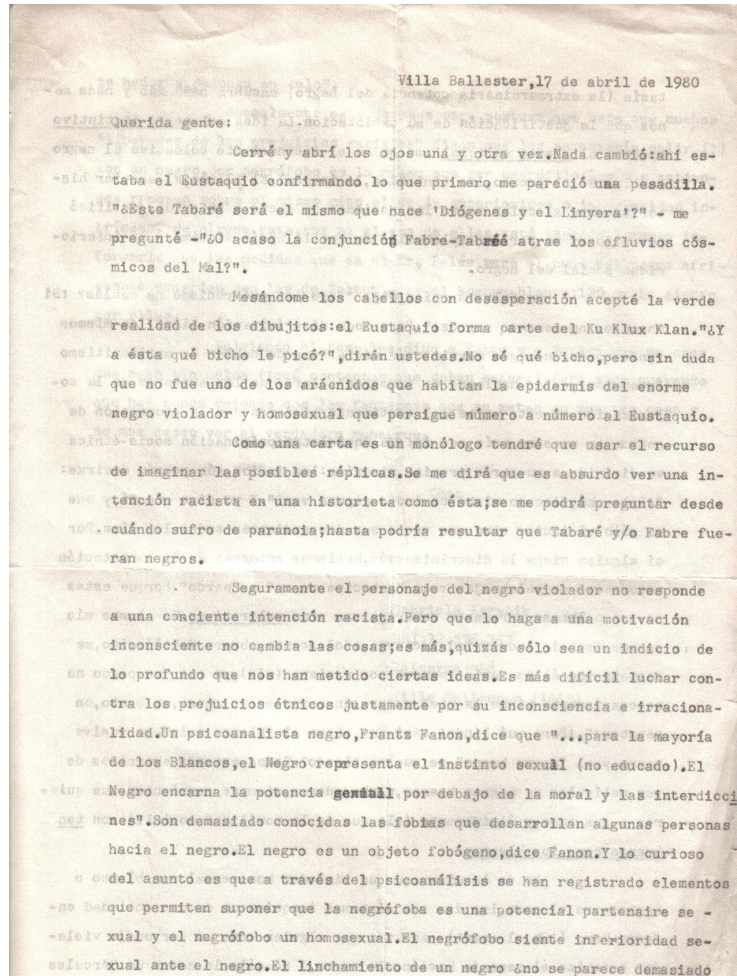 Villa Ballester,17 de abril de 1980
Querida gente:
Cerré y abrí los ojos una y otra vez.Nada cambió:ahi es-
taba el Eustaquio confirmando lo que primero me pareció una pesadilla.
"¿Este Tabaré será el mismo que hace 'Diógenes y el Linyera'?" - me
pregunté -"¿O acaso la conjunción Fabre-Tabaré atrae los efluvios cós-
micos del Mal?".
Mesándome los cabellos con desesperación acepté la verde
realidad de los dibujitos:el Eustaquio forma parte del Ku Klux Klan."¿Y
a ésta qué bicho le picó?",dirán ustedes.No sé qué bicho,pero sin duda
que no fue uno de los aráenidos que habitan la epidermis del enorme
negro violador y homosexual que persigue número a número al Eustaquio.
Como una carta es un monólogo tendré que usar el recurso
de imaginar las posibles réplicas.Se me dirá que es absurdo ver una in-
tención racista en una historieta como ésta;se me podrá preguntar desde
cuándo sufro de paranoia;hasta podría resultar que Tabaré y/o Fabre fue-
ran negros.
Seguramente el personaje del negro violador no responde
a una conciente intención racista.Pero que lo haga a una motivación
inconsciente no cambia las cosas;es más,quizás sólo sea un indicio de
lo profundo que nos han metido ciertas ideas.Es más difícil luchar con-
tra los prejuicios étnicos justamente por su inconsciencia e irraciona-
lidad.Un psicoanalista negro,Frantz Fanon,dice que "...para la mayoría
de los Blancos,el Negro representa el instinto sexual (no educado).El
Negro encarna la potencia genital por debajo de la moral y las interdicci
nes".Son demasiado conocidas las fobias que desarrollan algunas personas
hacia el negro.El negro es un objeto fobógeno,dice Fanon.Y lo curioso
del asunto es que a través del psicoanálisis se han registrado elementos
que permiten suponer que la negrófoba es una potencial partenaire se -
xual y el negrófobo un homosexual.El negrófobo siente inferioridad se-
xual ante el negro.El linchamiento de un negro ¿no se parece demasiado